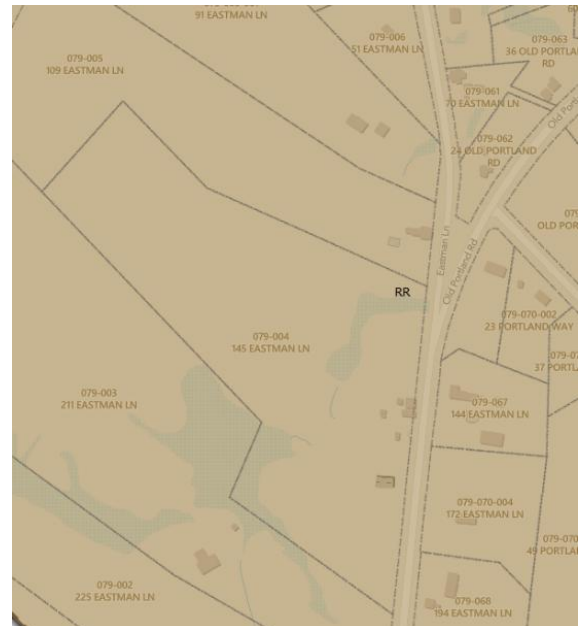 91 EASTMAN LN
079-006
51 EASTMAN LN
079-063
36 OLD PORTLAND
RD
079-005
109 EASTMAN LN
079-061
70 EASTMAN LN
Old Portland
079-062
24 OLD PORTLAND
RD
OLD POR
Eastman Ln
Old Portland Rd
RR
079-070-002
23 PORTLAND WAY
079-004
145 EASTMAN LN
37 PORTL
079-003
211 EASTMAN LN
079-067
144 EASTMAN LN
079-070-004
172 EASTMAN LN
079-070
49 PORTL
079-002
225 EASTMAN LN
079-068
194 EASTMAN LN